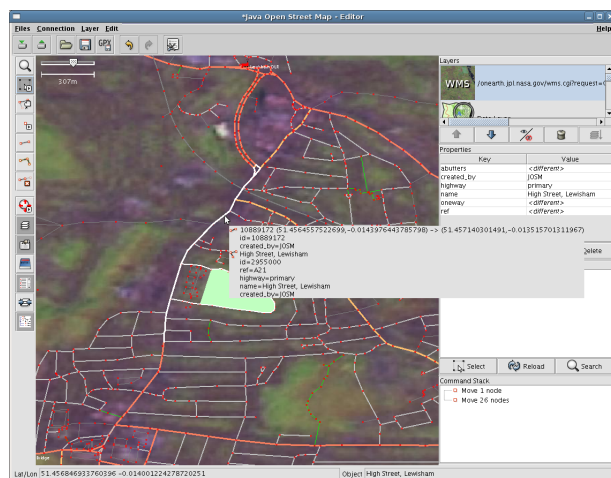 *Java Open Street Map - Editor
Files Connection Layer Edit
Help
GPX
307m
Layers
WMS /onearth.jpl.nasa.gov/wms.cgi?request=
Properties
Key Value
abutters <different>
created_by JOSM
highway primary
name High Street, Lewisham
oneway <different>
ref <different>
10889172 (51.4564557522699,-0.0143976443785798) -> (51.457140301491,-0.013515701311967)
id=10889172
created_by=JOSM
High Street, Lewisham
id=2955000
ref=A21
highway=primary
name=High Street, Lewisham
created_by=JOSM
Delete
Select Reload Search
Command Stack
Move 1 node
Move 26 nodes
Lat/Lon 51.456846933760396 -0.014001224278720251 Object High Street, Lewisham